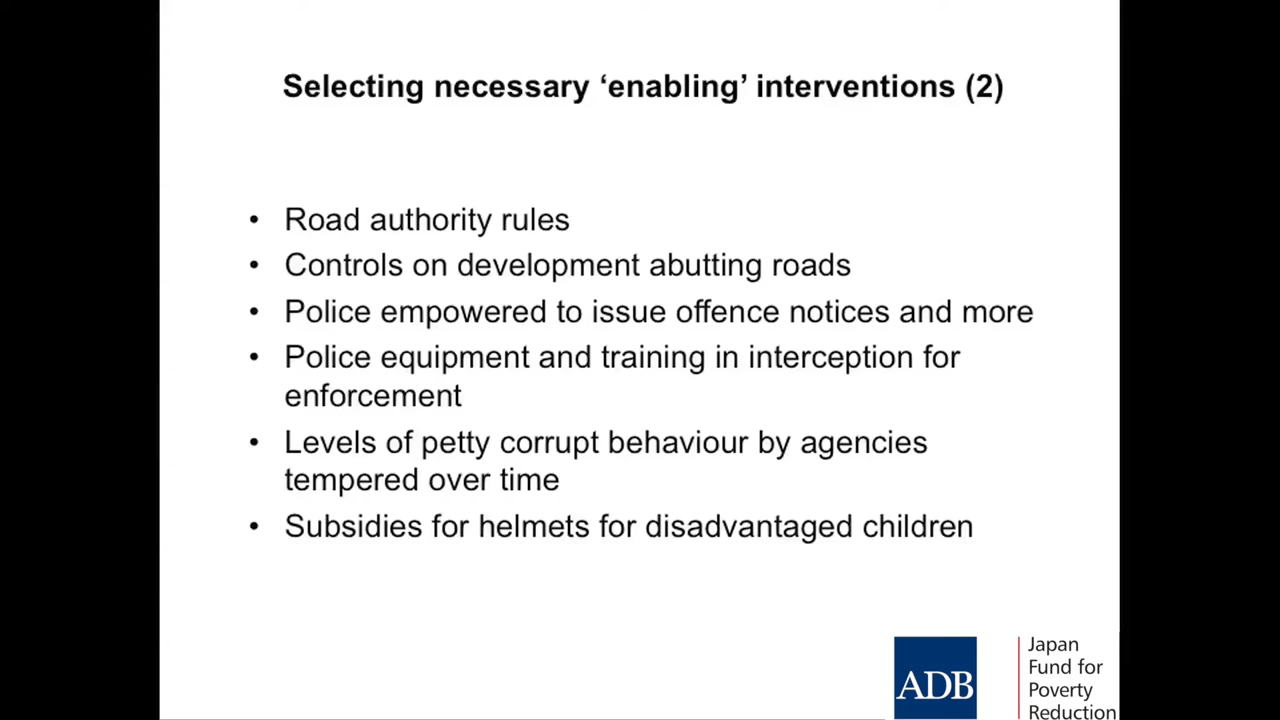 Selecting necessary ‘enabling’ interventions (2)
• Road authority rules
• Controls on development abutting roads
• Police empowered to issue offence notices and more
• Police equipment and training in interception for
enforcement
• Levels of petty corrupt behaviour by agencies
tempered over time
• Subsidies for helmets for disadvantaged children
ADB
Japan
Fund for
Poverty
Reduction